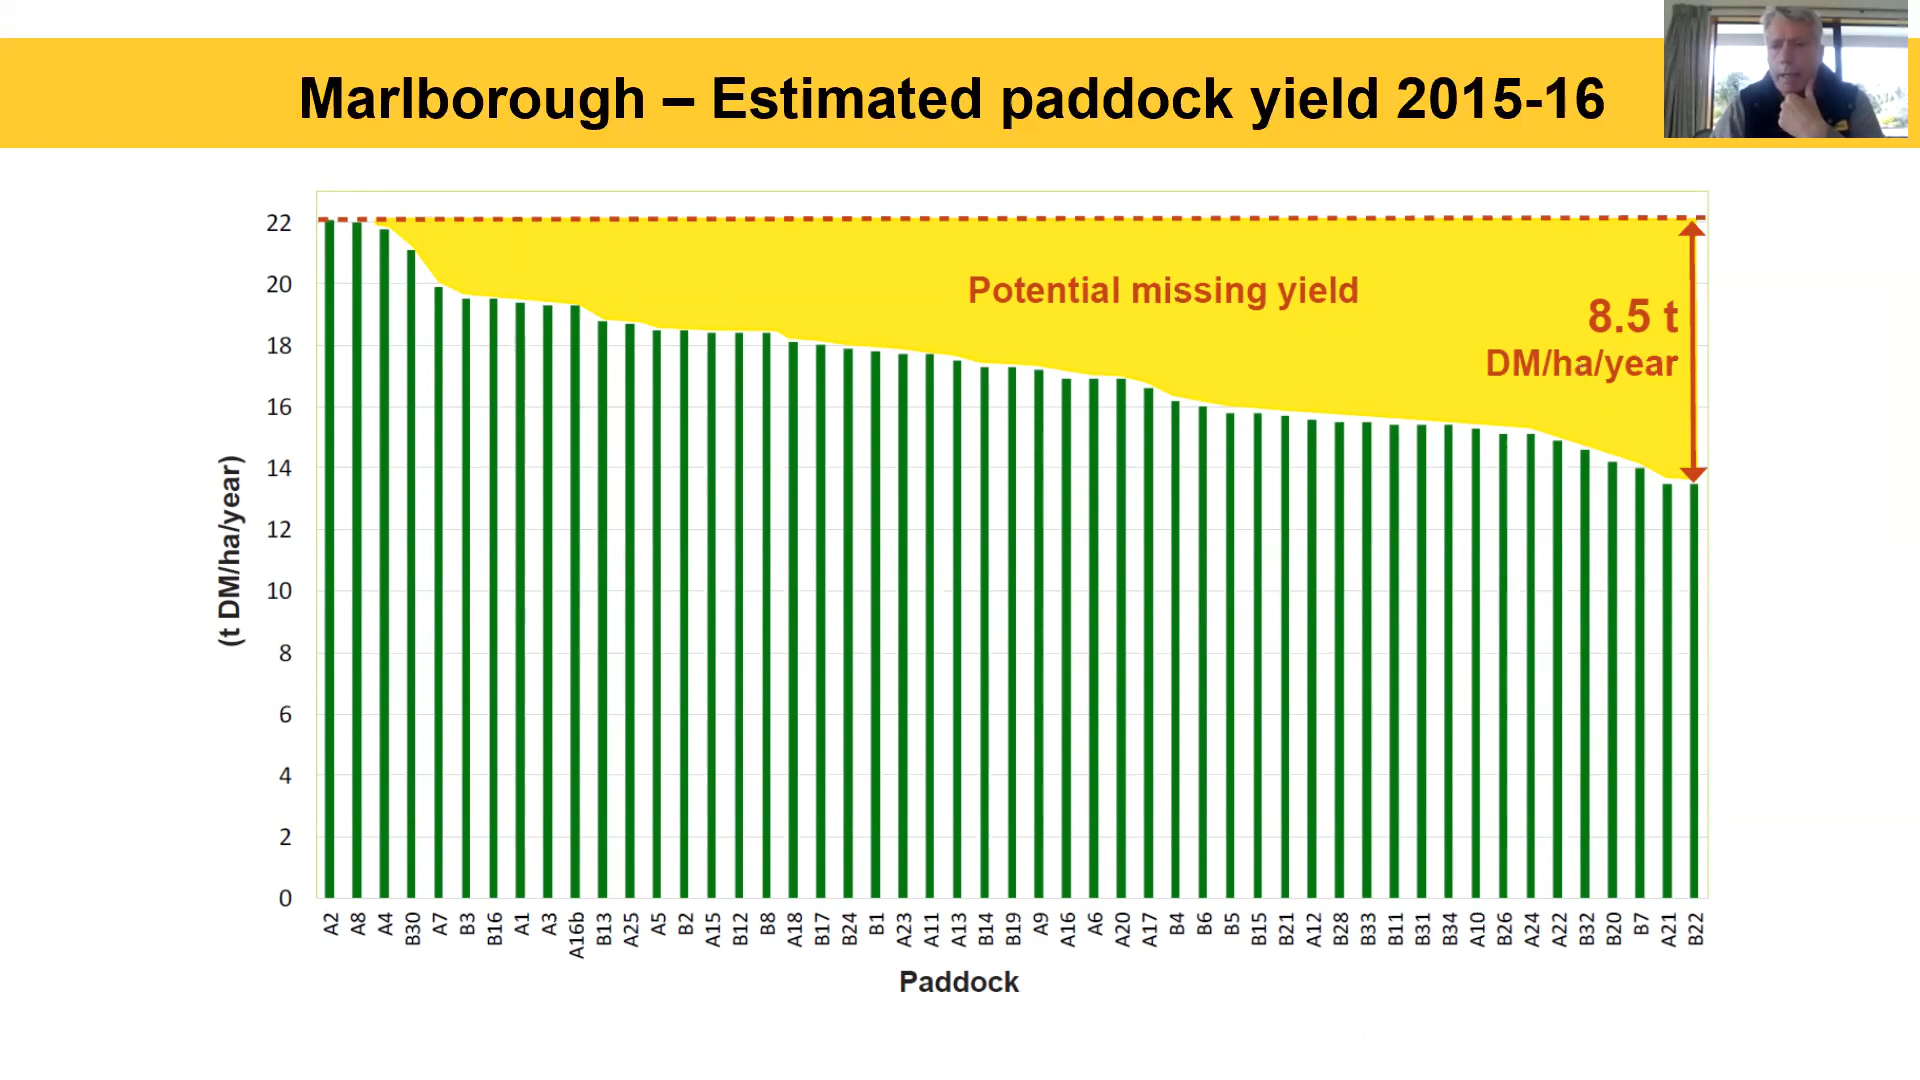 Marlborough – Estimated paddock yield 2015-16
22
20
18
16
14
12
10
8
6
4
2
0
(t DM/ha/year)
Potential missing yield
8.5 t
DM/ha/year
A2 A8 A4 B30 A7 B3 B16 A1 A3 A16b B13 A25 A5 B2 A15 B12 B8 A18 B17 B24 B1 A23 A11 A13 B14 B19 A9 A16 A6 A20 A17 B4 B6 B5 B15 B21 A12 B28 B33 B11 B31 B34 A10 B26 A24 A22 B32 B20 B7 A21 B22
Paddock